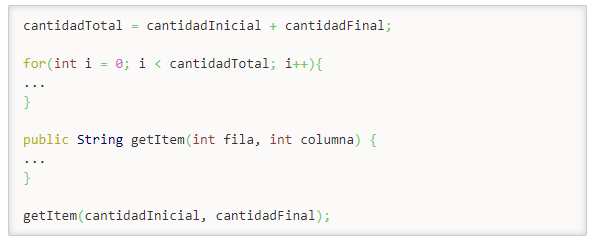 cantidadTotal = cantidadInicial + cantidadFinal;
for(int i = 0; i < cantidadTotal; i++){
...
}
public String getItem(int fila, int columna) {
...
}
getItem(cantidadInicial, cantidadFinal);